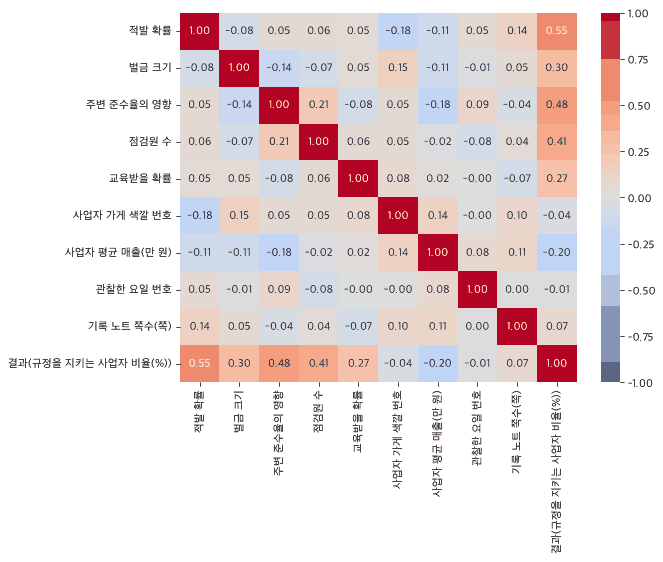 적발 확률 1.00 -0.08 0.05 0.06 0.05 -0.18 -0.11 0.05 0.14 0.55
벌금 크기 -0.08 1.00 -0.14 -0.07 0.05 0.15 -0.11 -0.01 0.05 0.30
주변 준수율의 영향 0.05 -0.14 1.00 0.21 -0.08 0.05 -0.18 0.09 -0.04 0.48
점검원 수 0.06 -0.07 0.21 1.00 0.06 0.05 -0.02 -0.08 0.04 0.41
교육받을 확률 0.05 0.05 -0.08 0.06 1.00 0.08 0.02 -0.00 -0.07 0.27
사업자 가게 색깔 번호 -0.18 0.15 0.05 0.05 0.08 1.00 0.14 -0.00 0.10 -0.04
사업자 평균 매출(만 원) -0.11 -0.11 -0.18 -0.02 0.02 0.14 1.00 0.08 0.11 -0.20
관찰한 요일 번호 0.05 -0.01 0.09 -0.08 -0.00 -0.00 0.08 1.00 0.00 -0.01
기록 노트 쪽수(쪽) 0.14 0.05 -0.04 0.04 -0.07 0.10 0.11 0.00 1.00 0.07
결과(규정을 지키는 사업자 비율(%)) 0.55 0.30 0.48 0.41 0.27 -0.04 -0.20 -0.01 0.07 1.00
적발 확률
벌금 크기
주변 준수율의 영향
점검원 수
교육받을 확률
사업자 가게 색깔 번호
사업자 평균 매출(만 원)
관찰한 요일 번호
기록 노트 쪽수(쪽)
결과(규정을 지키는 사업자 비율(%))
1.00
0.75
0.50
0.25
0.00
-0.25
-0.50
-0.75
-1.00